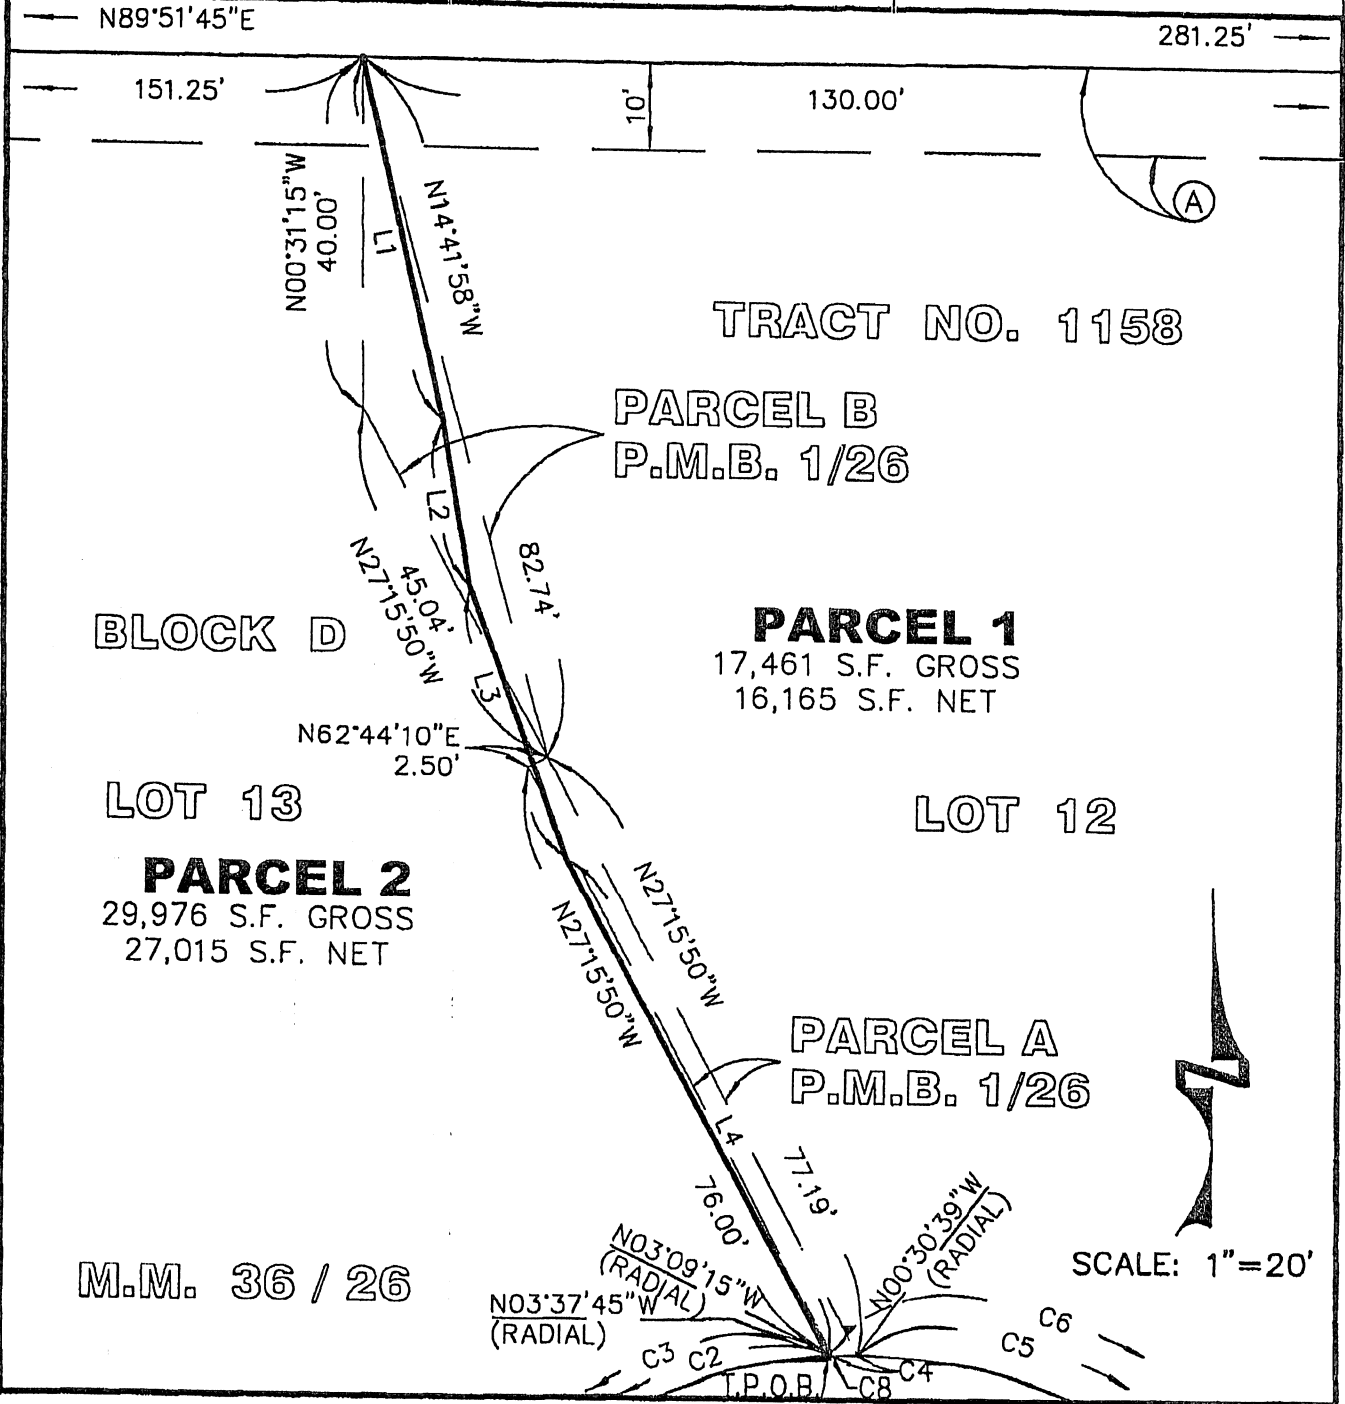 N89°51'45"E
281.25'
151.25'
10'
130.00'
A
N00°31'15"W
40.00'
L1
N14°41'58"W
TRACT NO. 1158
PARCEL B
P.M.B. 1/26
L2
N27°15'50"W
45.04'
82.74'
BLOCK D
PARCEL 1
17,461 S.F. GROSS
16,165 S.F. NET
L3
N62°44'10"E
2.50'
LOT 13
LOT 12
PARCEL 2
29,976 S.F. GROSS
27,015 S.F. NET
N27°15'50"W
N27°15'50"W
PARCEL A
P.M.B. 1/26
L4
77.19'
76.00'
N03°09'15"W
(RADIAL)
N00°30'39"W
(RADIAL)
M.M. 36 / 26
N03°37'45"W
(RADIAL)
SCALE: 1"=20'
C6
C5
C3
C2
C4
T.P.O.B.
C8